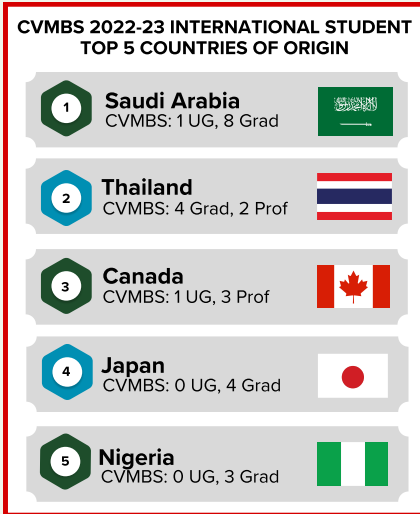 CVMBS 2022-23 INTERNATIONAL STUDENT
TOP 5 COUNTRIES OF ORIGIN
1
Saudi Arabia
CVMBS: 1 UG, 8 Grad
2
Thailand
CVMBS: 4 Grad, 2 Prof
3
Canada
CVMBS: 1 UG, 3 Prof
4
Japan
CVMBS: 0 UG, 4 Grad
5
Nigeria
CVMBS: 0 UG, 3 Grad